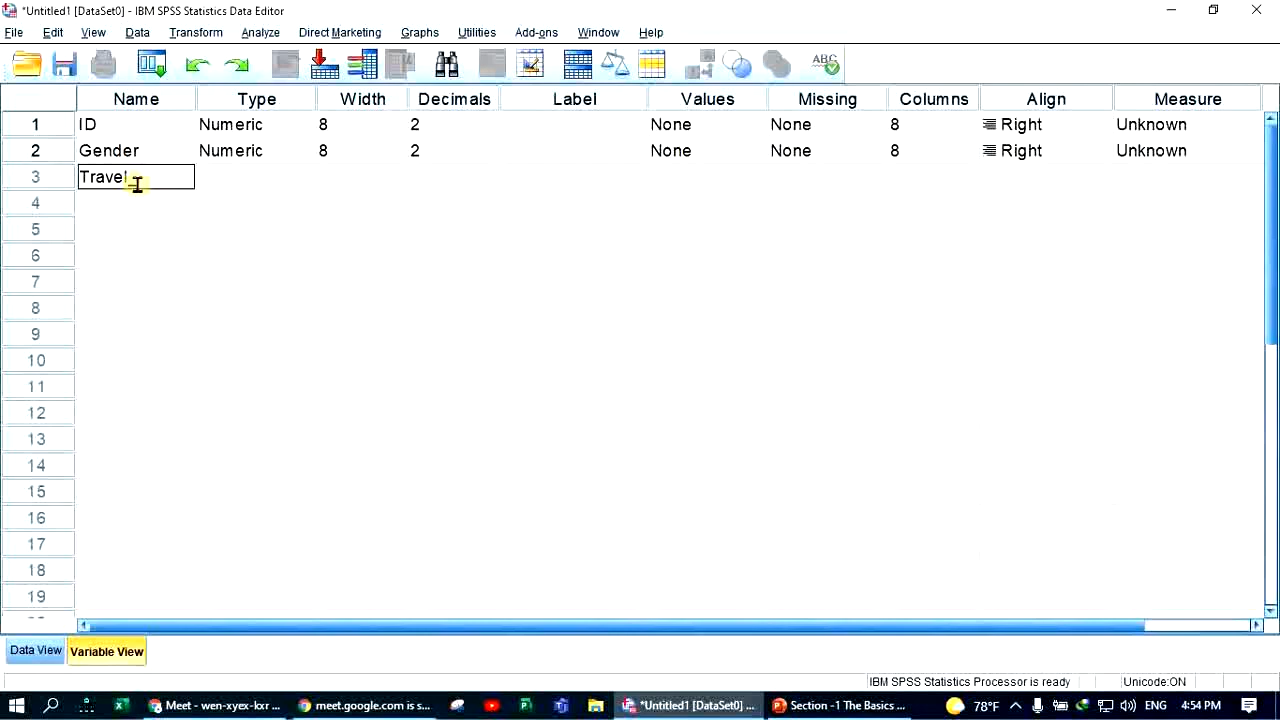 *Untitled1 [DataSet0] - IBM SPSS Statistics Data Editor
File Edit View Data Transform Analyze Direct Marketing Graphs Utilities Add-ons Window Help
ABC
Name Type Width Decimals Label Values Missing Columns Align Measure
1 ID Numeric 8 2 None None 8 Right Unknown
2 Gender Numeric 8 2 None None 8 Right Unknown
3 Travel_
4
5
6
7
8
9
10
11
12
13
14
15
16
17
18
19
Data View Variable View
IBM SPSS Statistics Processor is ready Unicode:ON
Meet - wen-xyex-kxr ... meet.google.com is s... *Untitled1 [DataSet0] ... Section -1 The Basics ... 78°F ENG 4:54 PM